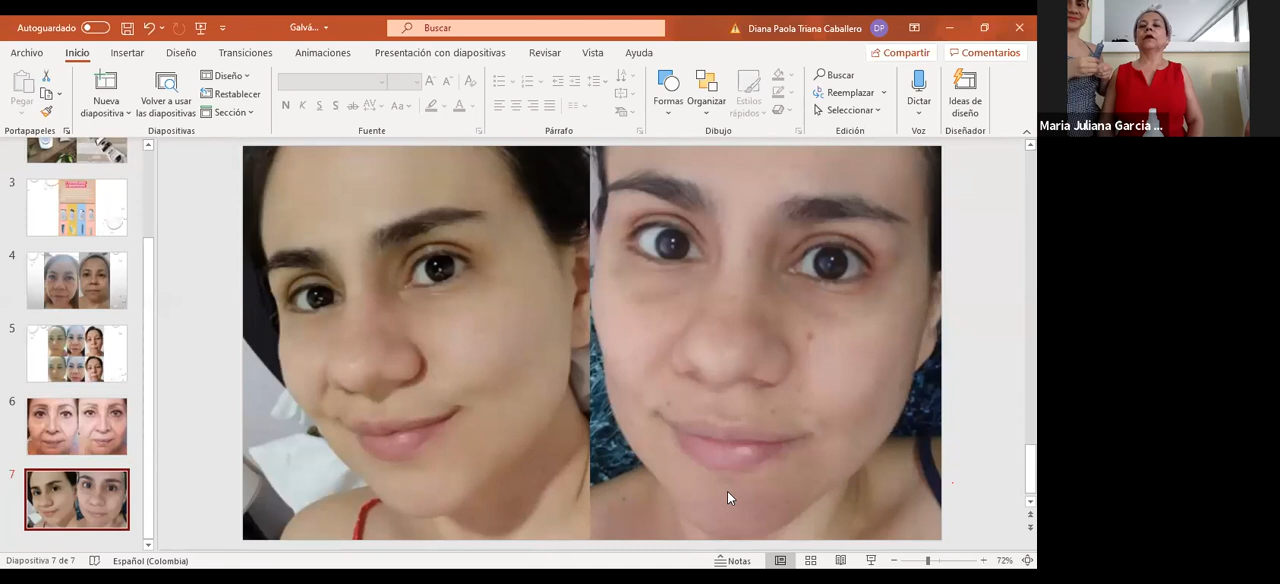 Autoguardado
Galvá...
Buscar
Diana Paola Triana Caballero
DP
Archivo
Inicio
Insertar
Diseño
Transiciones
Animaciones
Presentación con diapositivas
Revisar
Vista
Ayuda
Compartir
Comentarios
Pegar
Nueva
diapositiva
Volver a usar
las diapositivas
Diseño
Restablecer
Sección
N K S S ab AV Aa A
Formas
Organizar
Estilos
rápidos
Buscar
Reemplazar
Seleccionar
Dictar
Ideas de
diseño
Portapapeles
Diapositivas
Fuente
Párrafo
Dibujo
Edición
Voz
Diseñador
Maria Juliana Garcia ...
3
4
5
6
7
Diapositiva 7 de 7
Español (Colombia)
Notas
72%